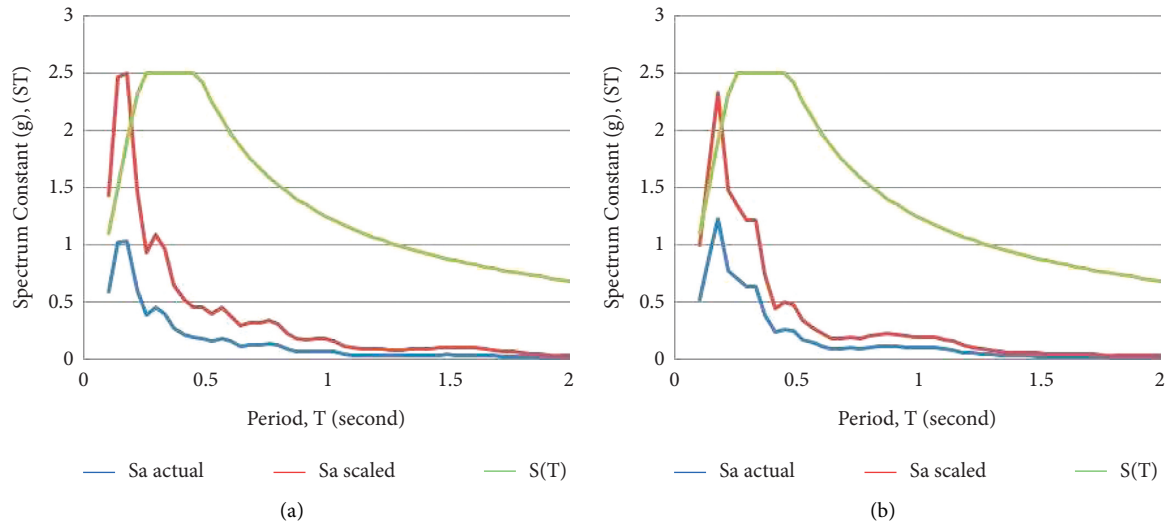 3
2.5
2
1.5
1
0.5
0
Spectrum Constant (g), (ST)
0 0.5 1 1.5 2
Period, T (second)
Sa actual Sa scaled S(T)
(a)
3
2.5
2
1.5
1
0.5
0
Spectrum Constant (g), (ST)
0 0.5 1 1.5 2
Period, T (second)
Sa actual Sa scaled S(T)
(b)